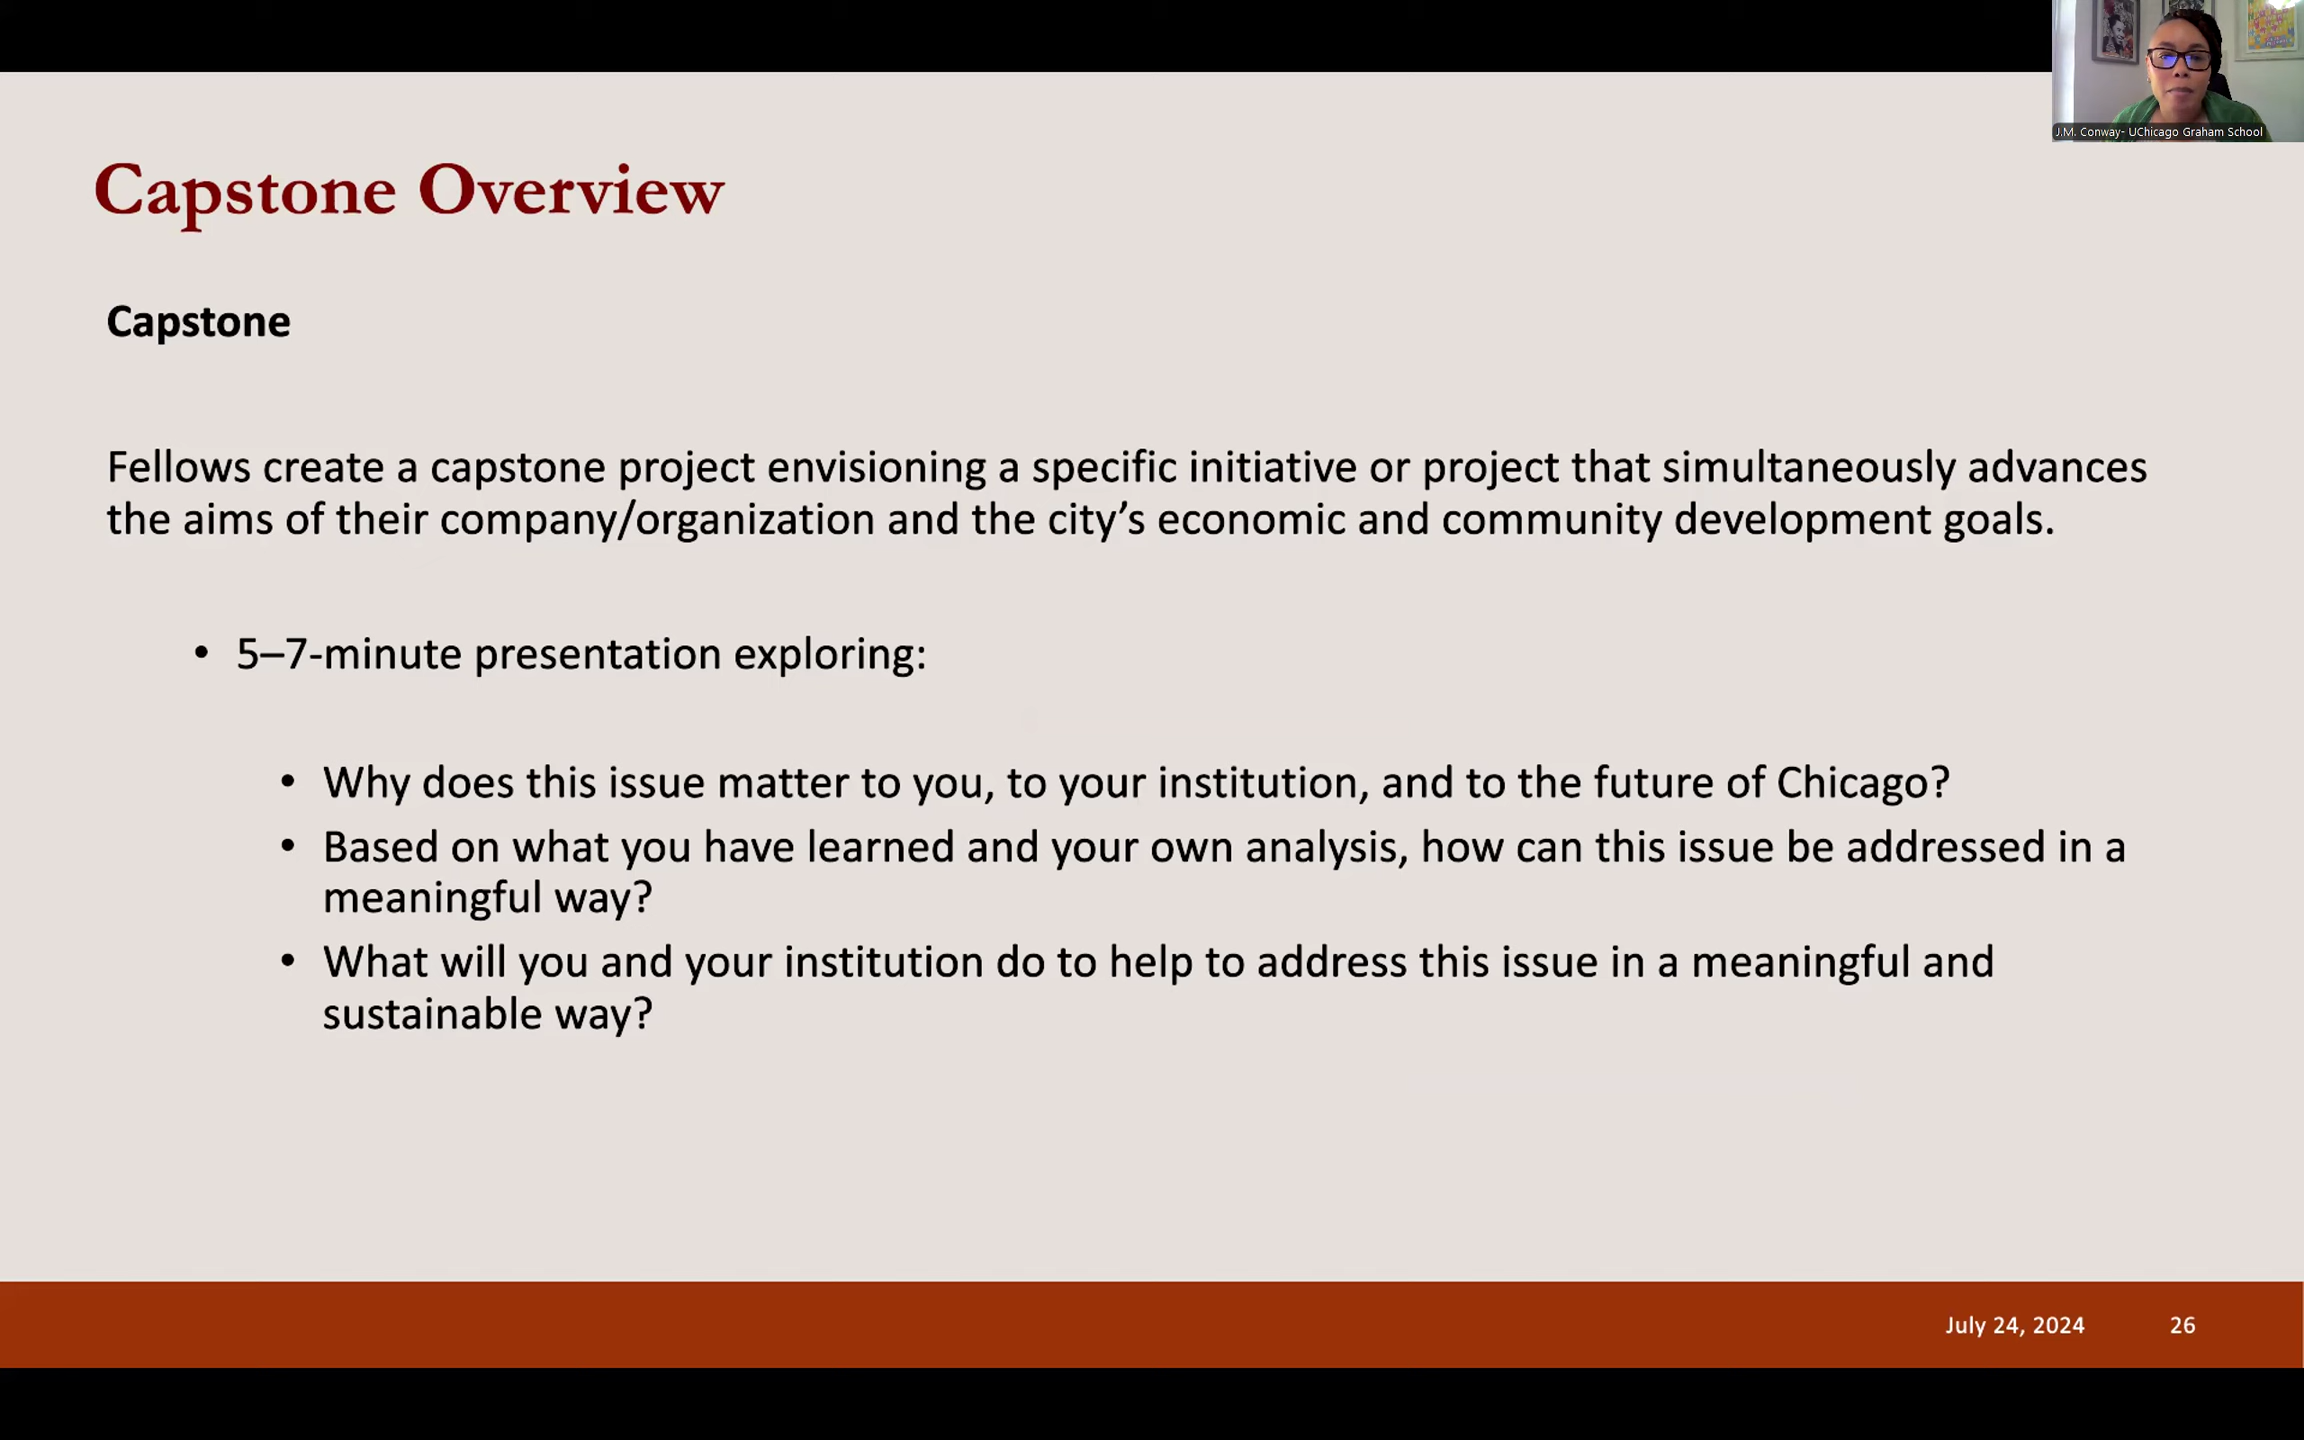 J.M. Conway- UChicago Graham School
Capstone Overview
Capstone
Fellows create a capstone project envisioning a specific initiative or project that simultaneously advances
the aims of their company/organization and the city’s economic and community development goals.
• 5–7-minute presentation exploring:
• Why does this issue matter to you, to your institution, and to the future of Chicago?
• Based on what you have learned and your own analysis, how can this issue be addressed in a
meaningful way?
• What will you and your institution do to help to address this issue in a meaningful and
sustainable way?
July 24, 2024 26